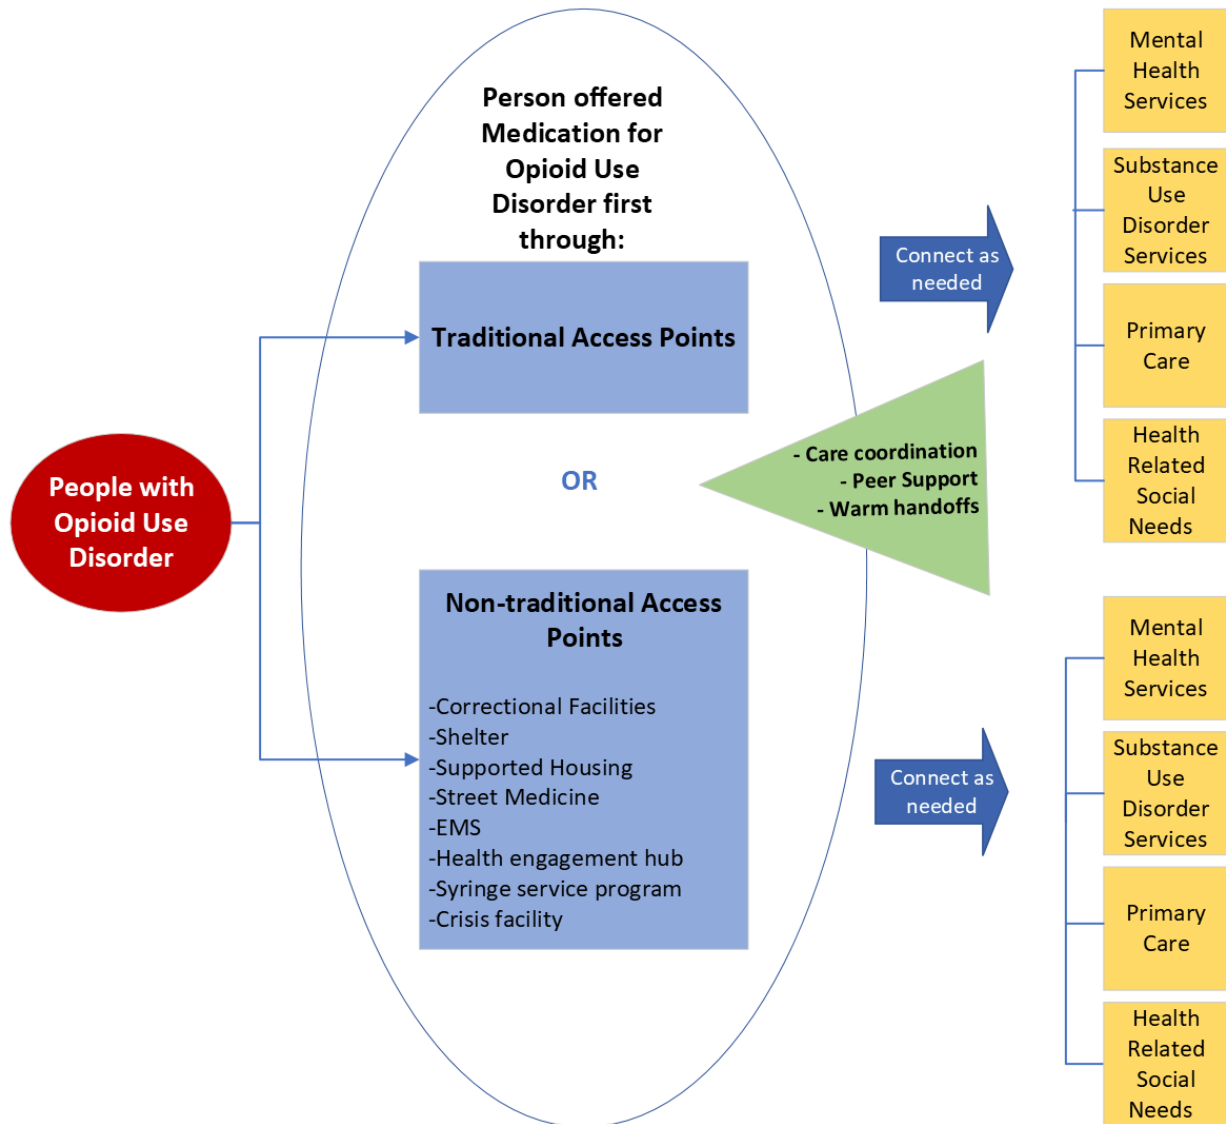 People with
Opioid Use
Disorder
Person offered
Medication for
Opioid Use
Disorder first
through:
Traditional Access Points
OR
Non-traditional Access
Points
-Correctional Facilities
-Shelter
-Supported Housing
-Street Medicine
-EMS
-Health engagement hub
-Syringe service program
-Crisis facility
- Care coordination
- Peer Support
- Warm handoffs
Connect as
needed
Mental
Health
Services
Substance
Use
Disorder
Services
Primary
Care
Health
Related
Social
Needs
Connect as
needed
Mental
Health
Services
Substance
Use
Disorder
Services
Primary
Care
Health
Related
Social
Needs